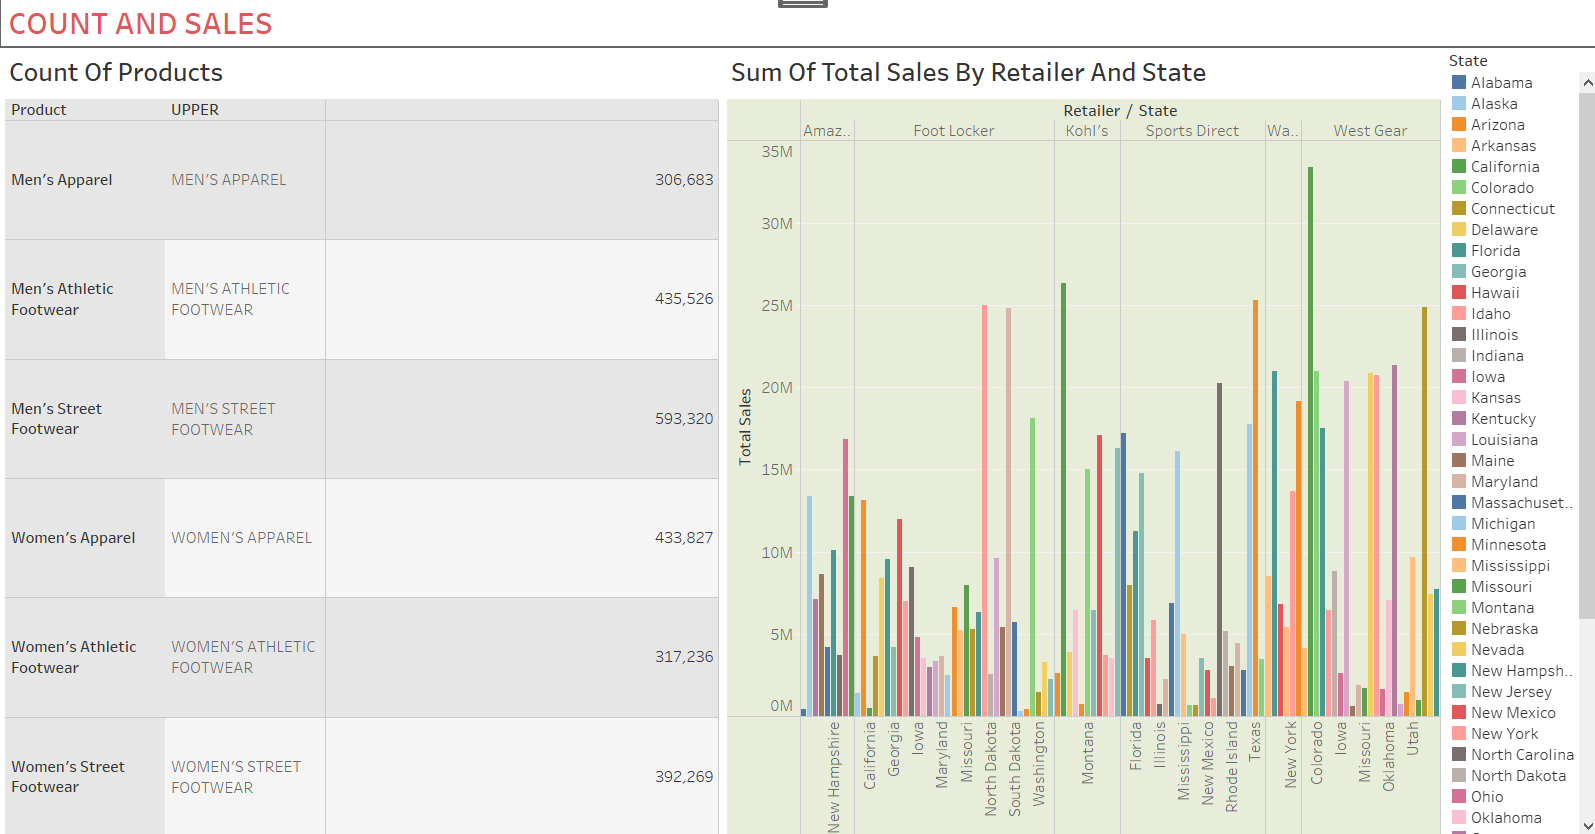 COUNT AND SALES
Count Of Products
Product UPPER
Men's Apparel MEN'S APPAREL 306,683
Men's Athletic Footwear MEN'S ATHLETIC FOOTWEAR 435,526
Men's Street Footwear MEN'S STREET FOOTWEAR 593,320
Women's Apparel WOMEN'S APPAREL 433,827
Women's Athletic Footwear WOMEN'S ATHLETIC FOOTWEAR 317,236
Women's Street Footwear WOMEN'S STREET FOOTWEAR 392,269
Sum Of Total Sales By Retailer And State
Retailer / State
Amaz.. Foot Locker Kohl's Sports Direct Wa.. West Gear
35M
30M
25M
20M
15M
10M
5M
0M
Total Sales
New Hampshire
California
Georgia
Iowa
Maryland
Missouri
North Dakota
South Dakota
Washington
Montana
Florida
Illinois
Mississippi
New Mexico
Rhode Island
Texas
New York
Colorado
Iowa
Missouri
Oklahoma
Utah
State
Alabama
Alaska
Arizona
Arkansas
California
Colorado
Connecticut
Delaware
Florida
Georgia
Hawaii
Idaho
Illinois
Indiana
Iowa
Kansas
Kentucky
Louisiana
Maine
Maryland
Massachuset..
Michigan
Minnesota
Mississippi
Missouri
Montana
Nebraska
Nevada
New Hampsh..
New Jersey
New Mexico
New York
North Carolina
North Dakota
Ohio
Oklahoma